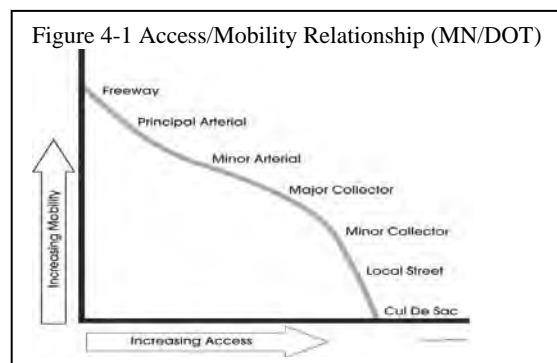 Figure 4-1 Access/Mobility Relationship (MN/DOT)
Freeway
Principal Arterial
Minor Arterial
Major Collector
Minor Collector
Local Street
Cul De Sac
Increasing Mobility
Increasing Access